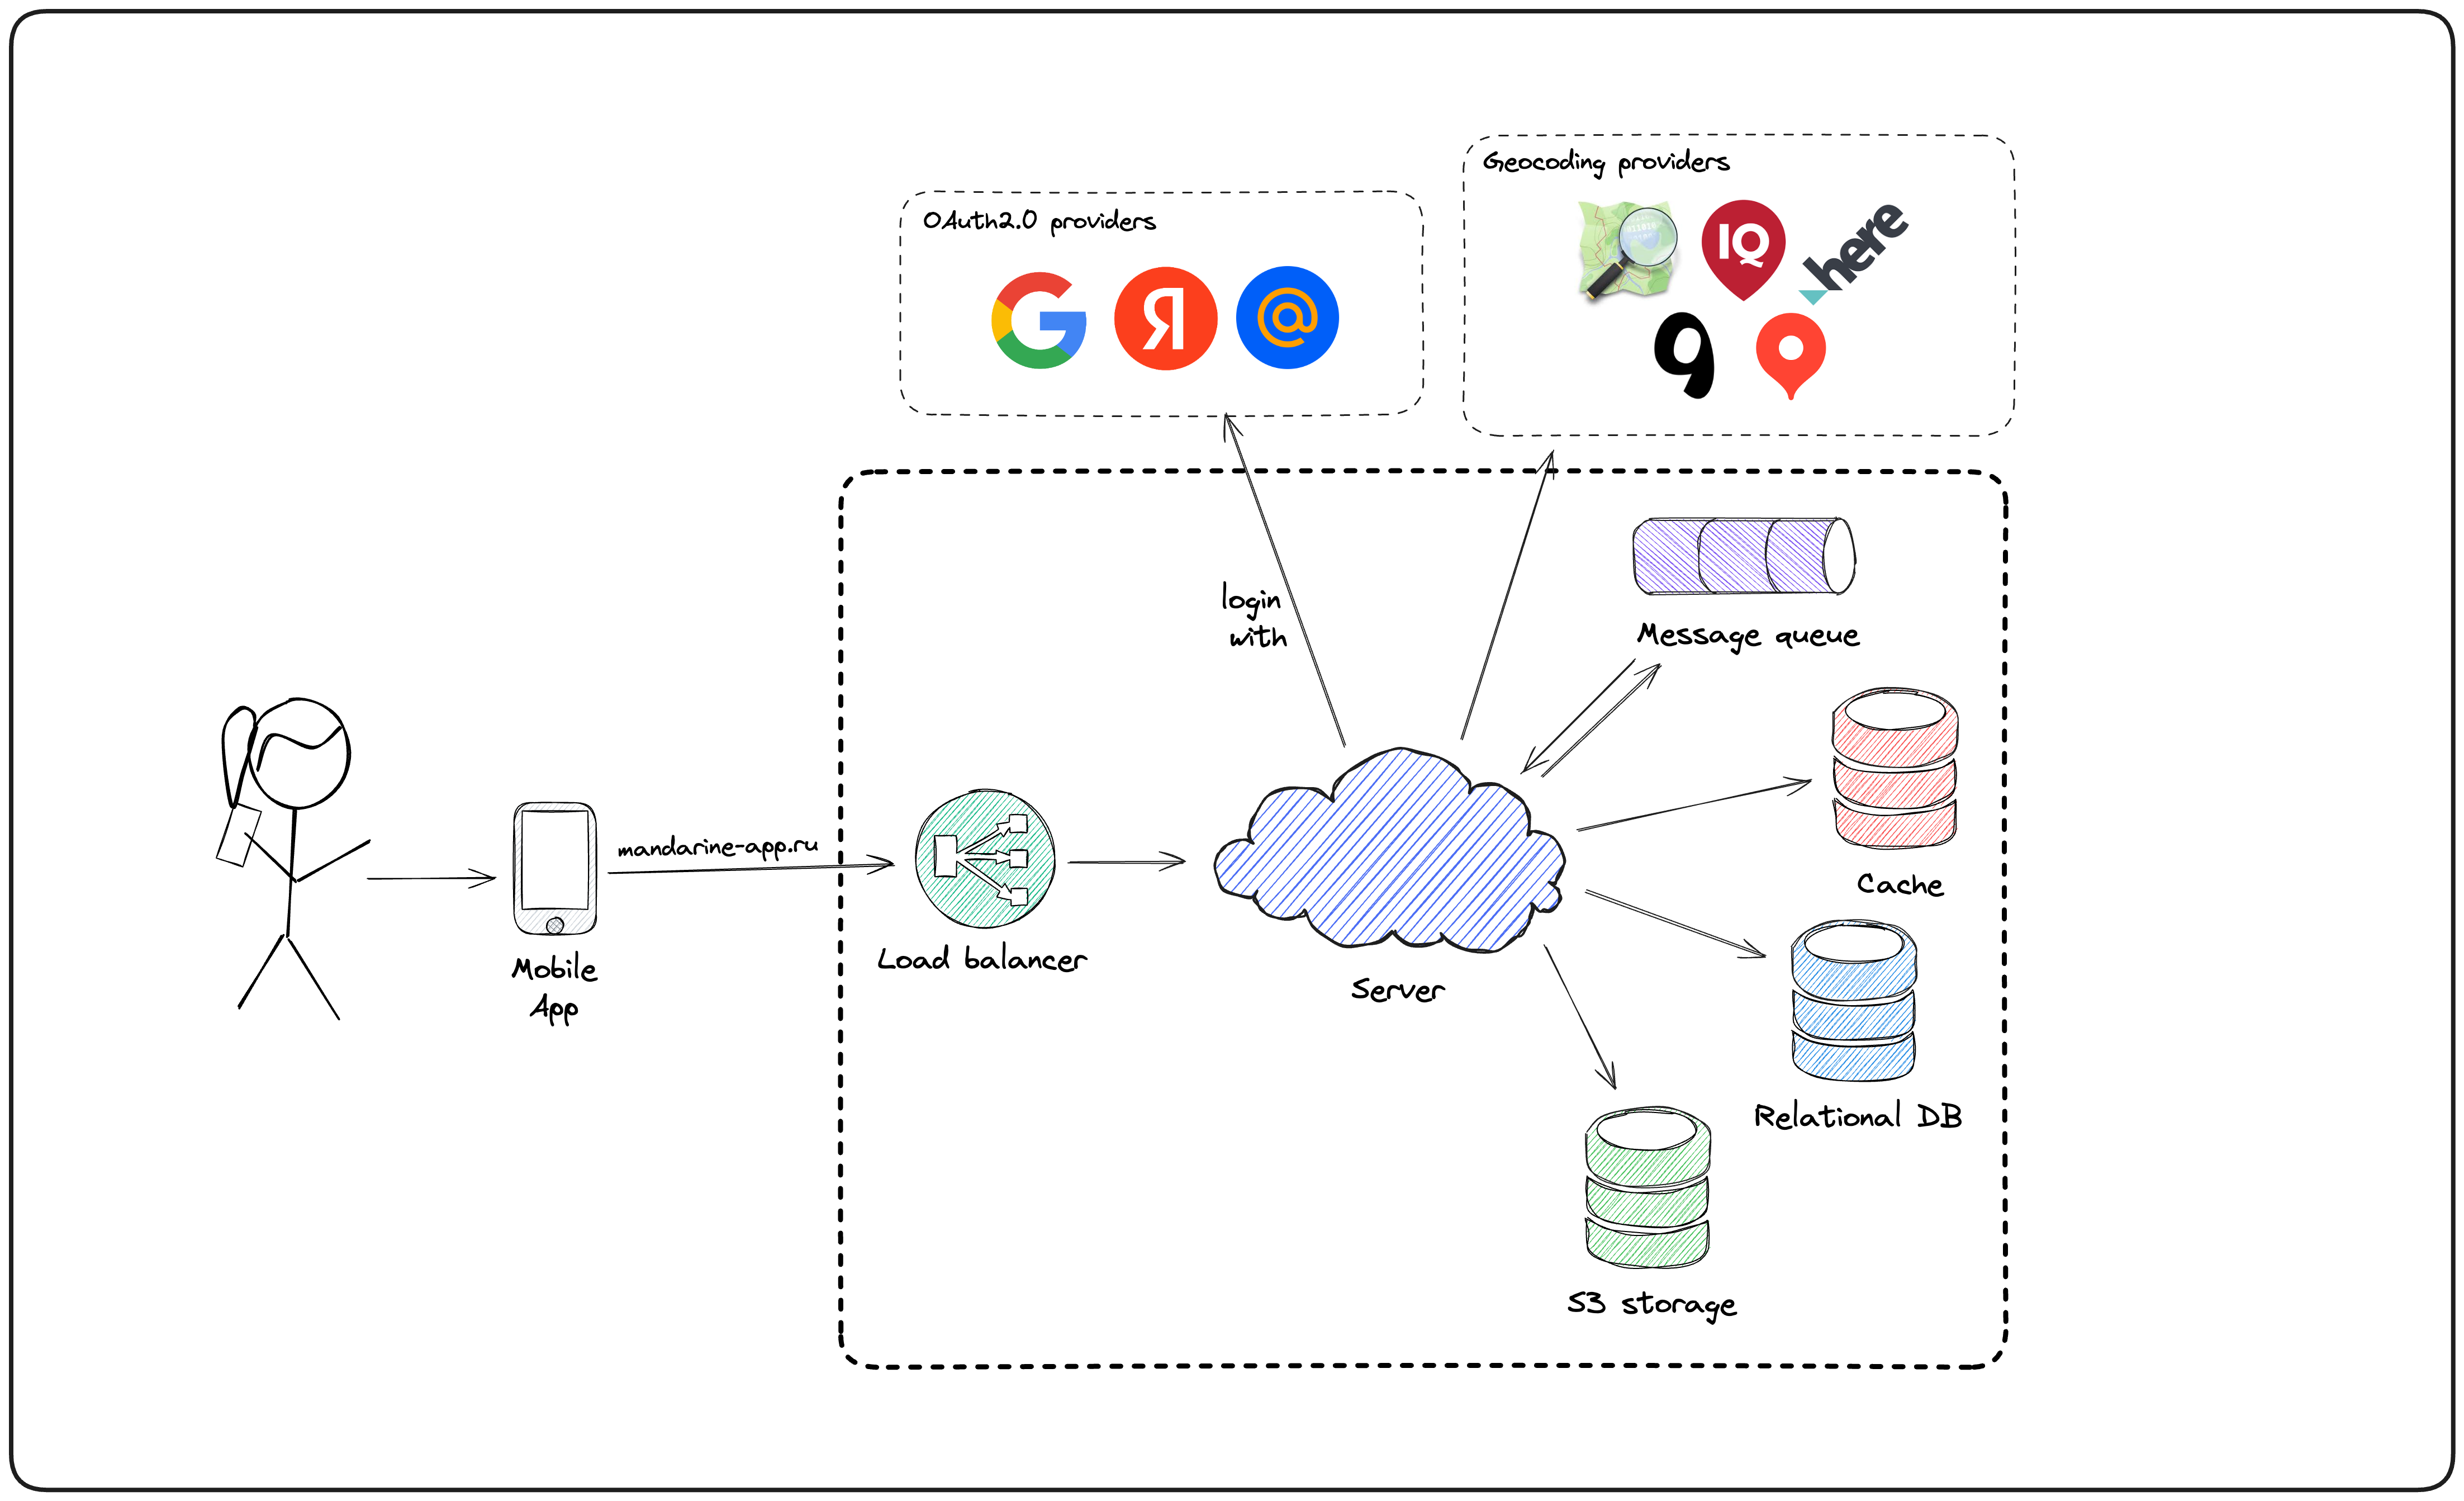 Geocoding providers
OAuth2.0 providers
IQ
here
G
Я
@
9
login
with
Message queue
mandarine-app.ru
Cache
Load balancer
Mobile
App
Server
Relational DB
S3 storage